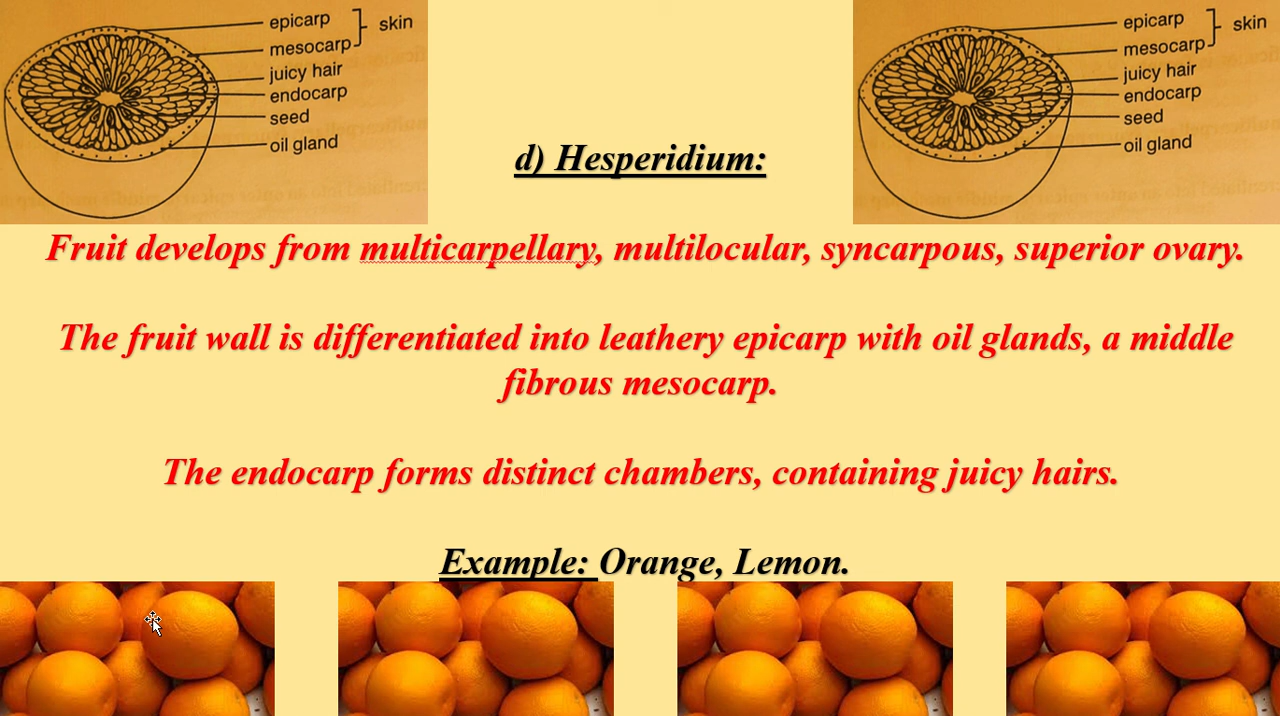 epicarp
skin
mesocarp
juicy hair
endocarp
seed
oil gland
epicarp
skin
mesocarp
juicy hair
endocarp
seed
oil gland
d) Hesperidium:
Fruit develops from multicarpellary, multilocular, syncarpous, superior ovary.
The fruit wall is differentiated into leathery epicarp with oil glands, a middle
fibrous mesocarp.
The endocarp forms distinct chambers, containing juicy hairs.
Example: Orange, Lemon.